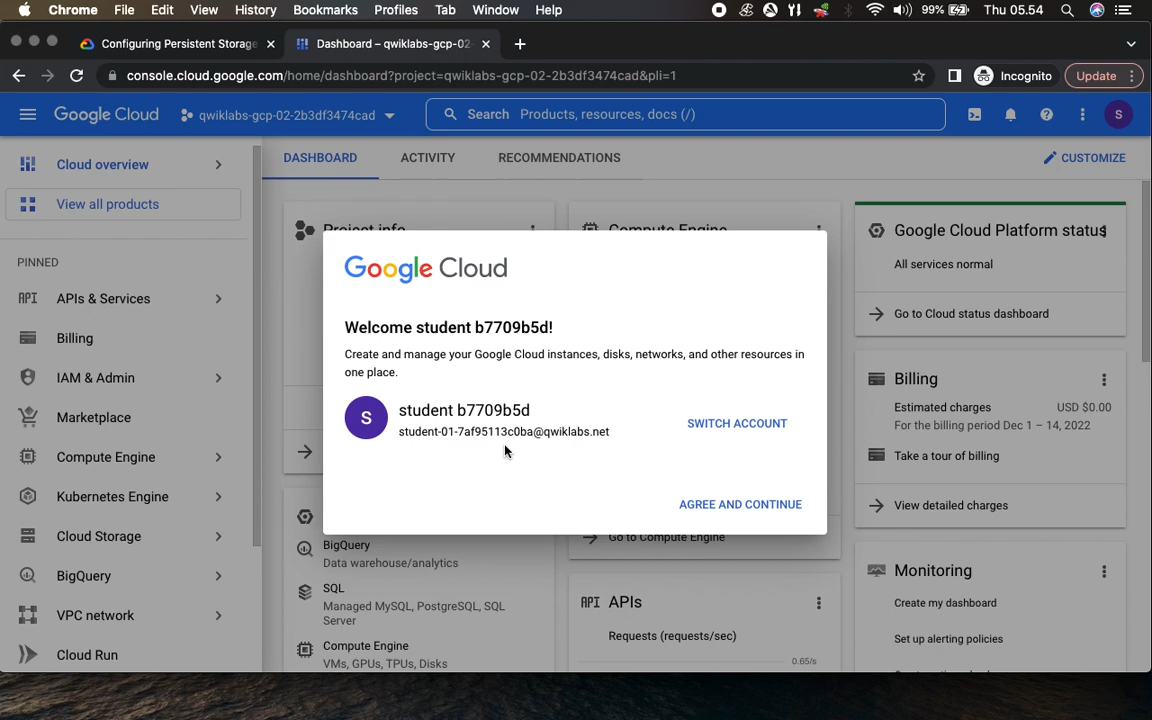 Chrome File Edit View History Bookmarks Profiles Tab Window Help 99% Thu 05.54
Configuring Persistent Storage Dashboard – qwiklabs-gcp-02-
console.cloud.google.com/home/dashboard?project=qwiklabs-gcp-02-2b3df3474cad&pli=1 Incognito Update
Google Cloud qwiklabs-gcp-02-2b3df3474cad Search Products, resources, docs (/) S
Cloud overview DASHBOARD ACTIVITY RECOMMENDATIONS CUSTOMIZE
View all products
Project info Compute Engine Google Cloud Platform status
PINNED
All services normal
API APIs & Services
Go to Cloud status dashboard
Billing
IAM & Admin
Marketplace
Compute Engine
Kubernetes Engine
Cloud Storage
BigQuery
VPC network
Cloud Run
Google Cloud
Welcome student b7709b5d!
Create and manage your Google Cloud instances, disks, networks, and other resources in
one place.
S student b7709b5d
student-01-7af95113c0ba@qwiklabs.net
SWITCH ACCOUNT
AGREE AND CONTINUE
BigQuery
Data warehouse/analytics
SQL
Managed MySQL, PostgreSQL, SQL
Server
Compute Engine
VMs, GPUs, TPUs, Disks
Go to Compute Engine
API APIs
Requests (requests/sec)
0.65/s
Billing
Estimated charges USD $0.00
For the billing period Dec 1 – 14, 2022
Take a tour of billing
View detailed charges
Monitoring
Create my dashboard
Set up alerting policies